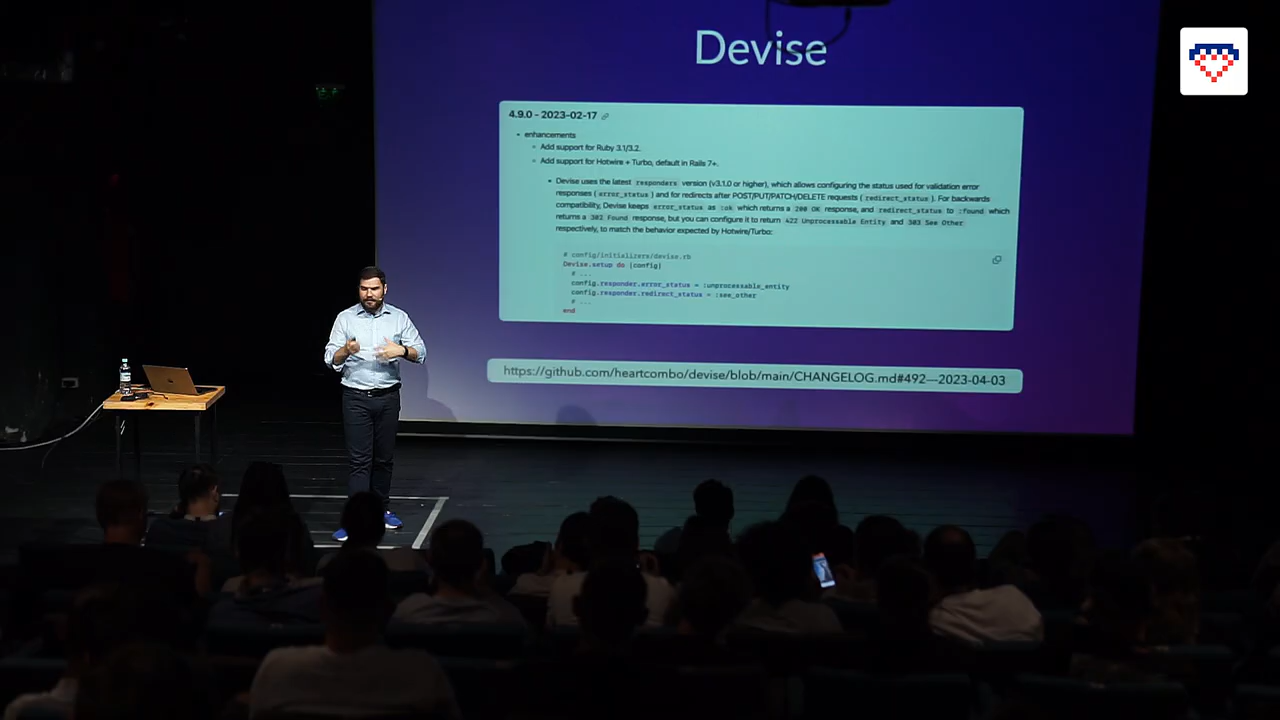 Devise
4.9.0 - 2023-02-17
enhancements
Add support for Ruby 3.1/3.2.
Add support for Hotwire + Turbo, default in Rails 7+.
Devise uses the latest responders version (v3.1.0 or higher), which allows configuring the status used for validation error
responses (error_status) and for redirects after POST/PUT/PATCH/DELETE requests (redirect_status). For backwards
compatibility, Devise keeps error_status as :ok which returns a 200 OK response, and redirect_status to :found which
returns a 302 Found response, but you can configure it to return 422 Unprocessable Entity and 303 See Other
respectively, to match the behavior expected by Hotwire/Turbo:
# config/initializers/devise.rb
Devise.setup do |config|
# ...
config.responder.error_status = :unprocessable_entity
config.responder.redirect_status = :see_other
# ...
end
https://github.com/heartcombo/devise/blob/main/CHANGELOG.md#492—2023-04-03